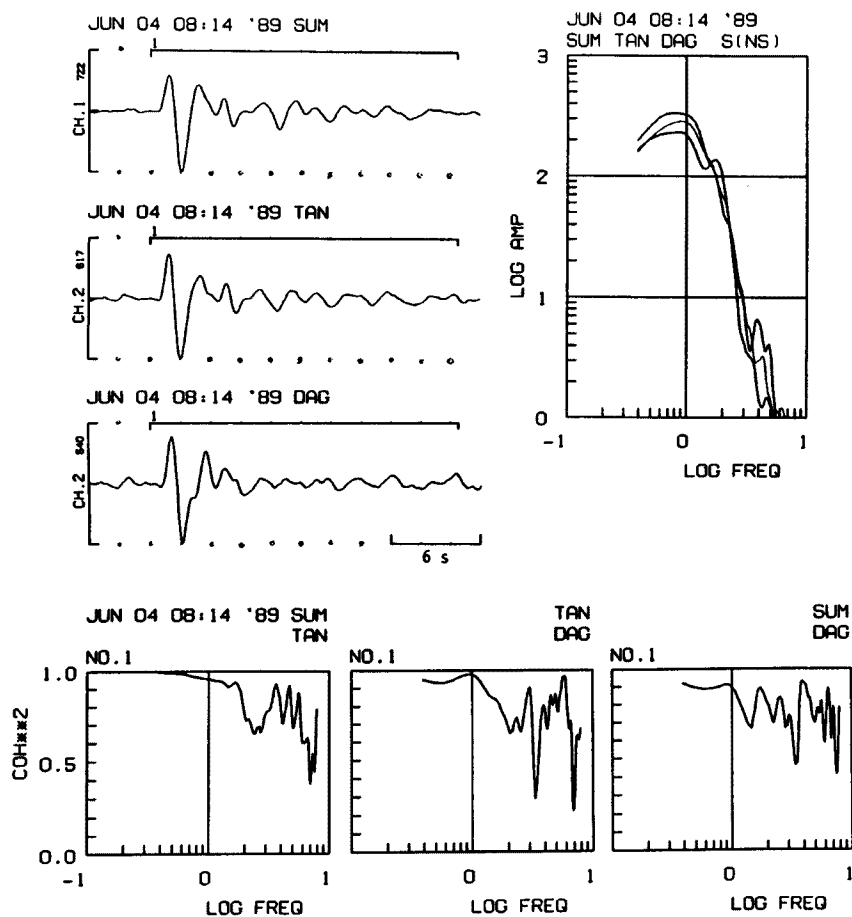 JUN 04 08:14 '89 SUM
1
CH.1 722
JUN 04 08:14 '89 TAN
1
CH.2 617
JUN 04 08:14 '89 DAG
1
CH.2 540
6 s
JUN 04 08:14 '89
SUM TAN DAG S(NS)
3
2
1
0
LOG AMP
-1 0 1
LOG FREQ
JUN 04 08:14 '89 SUM
TAN
NO.1
1.0
0.5
0.0
COH**2
-1 0 1
LOG FREQ
TAN
DAG
NO.1
0 1
LOG FREQ
SUM
DAG
NO.1
0 1
LOG FREQ